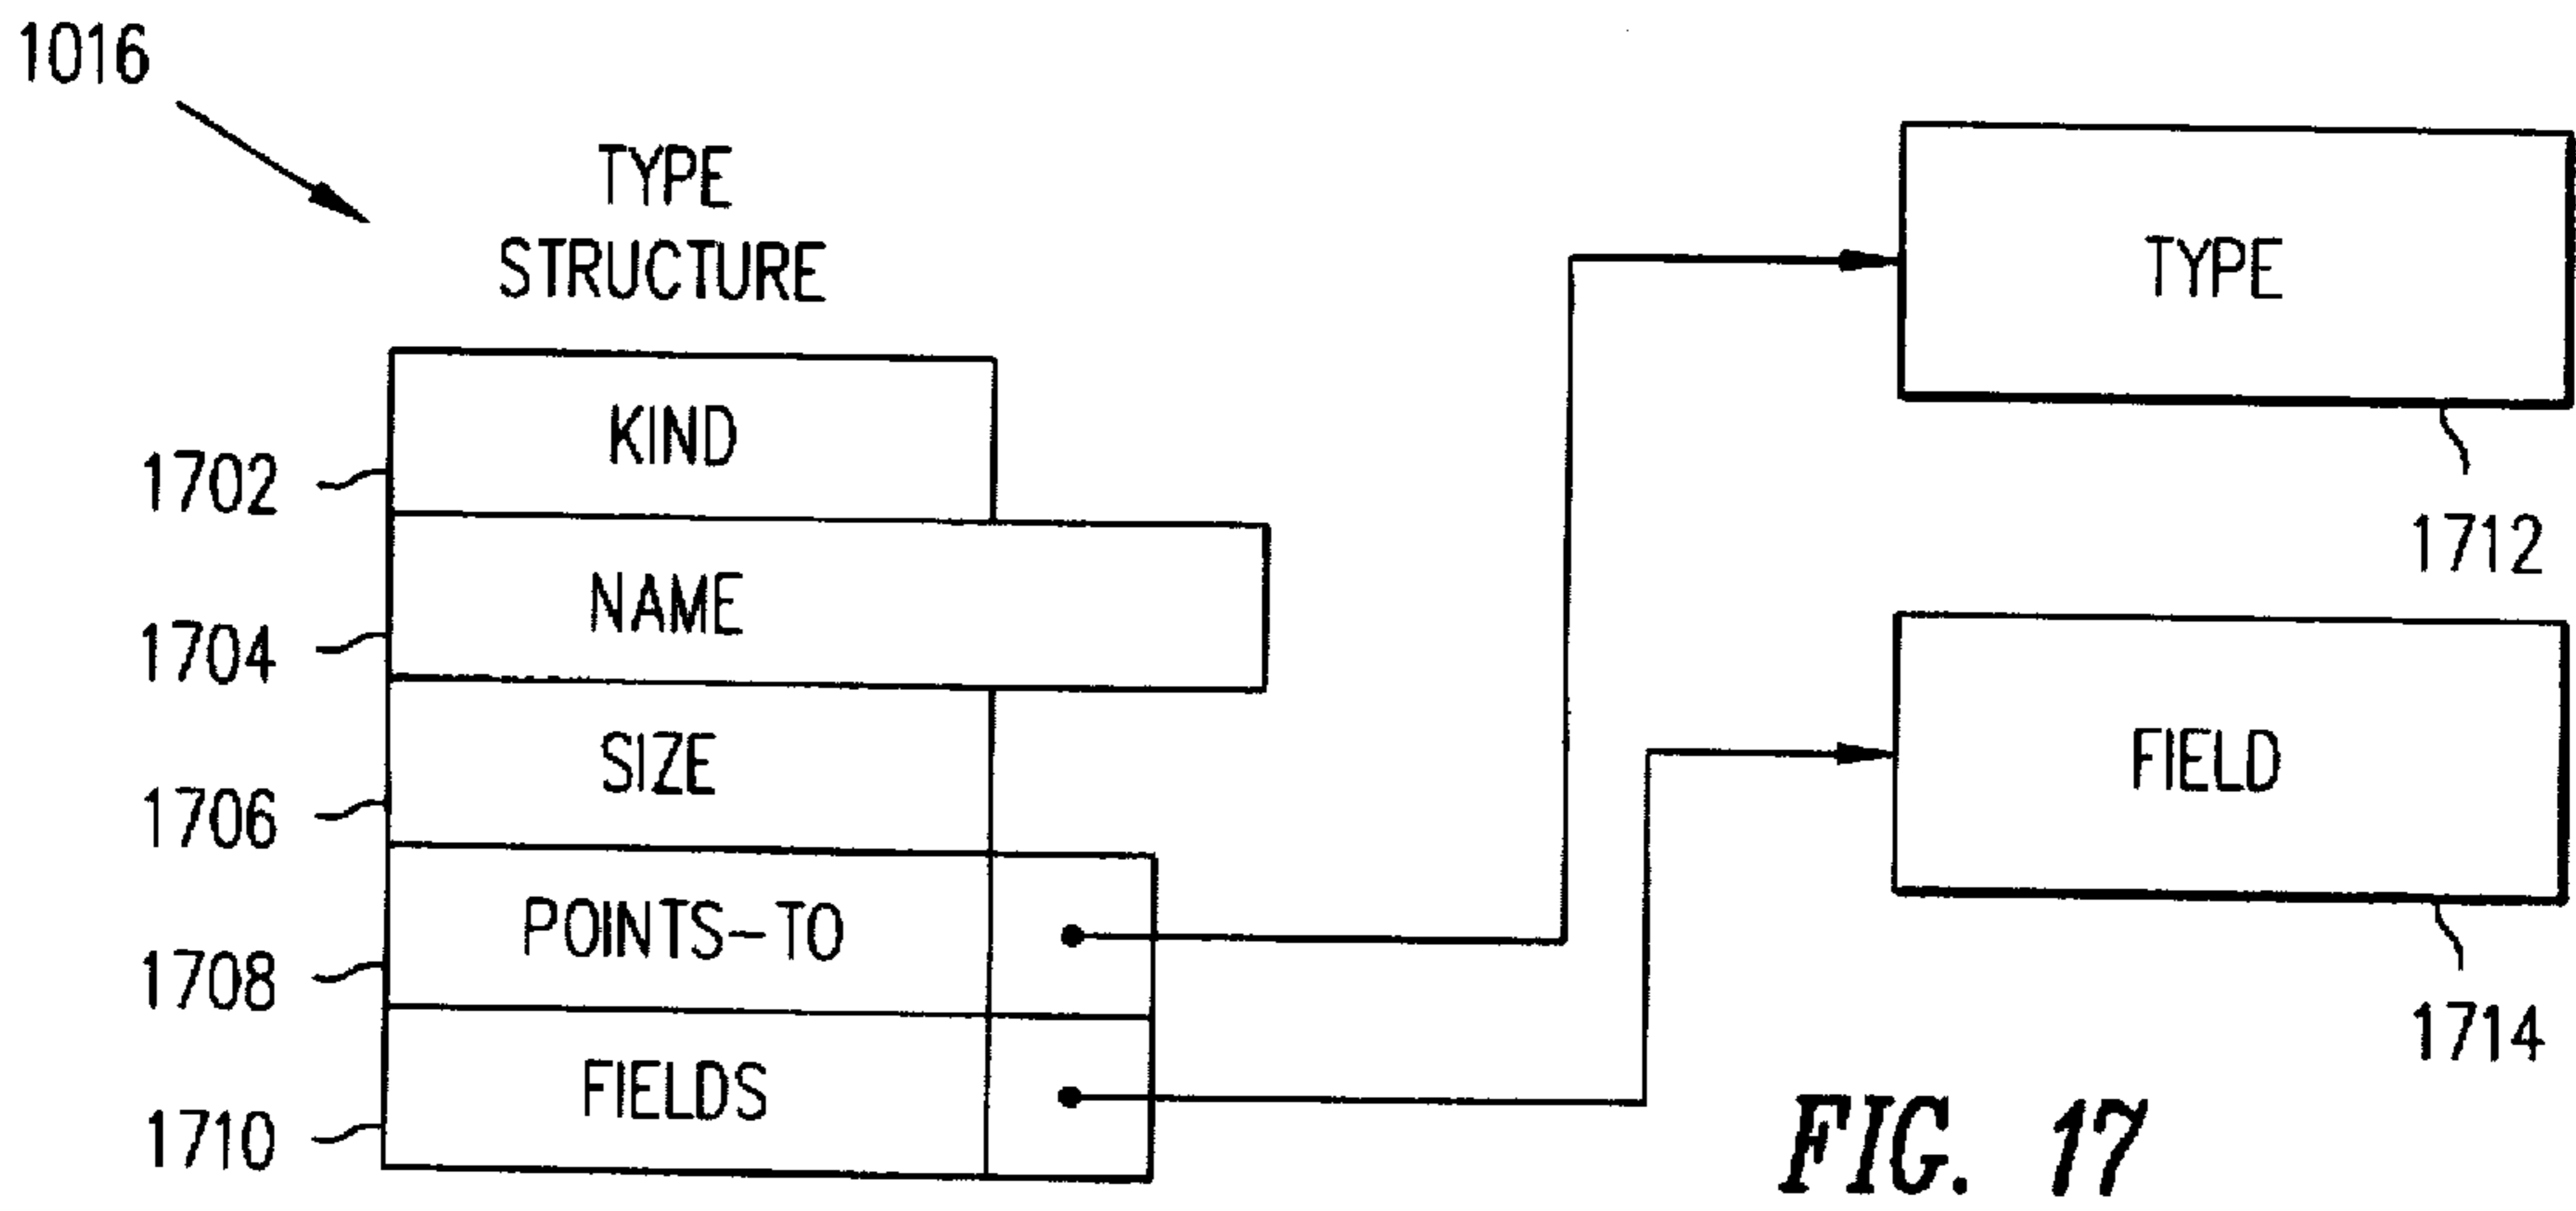 1016
TYPE
STRUCTURE
KIND
1702
NAME
1704
SIZE
1706
POINTS-TO
1708
FIELDS
1710
TYPE
1712
FIELD
1714
FIG. 17